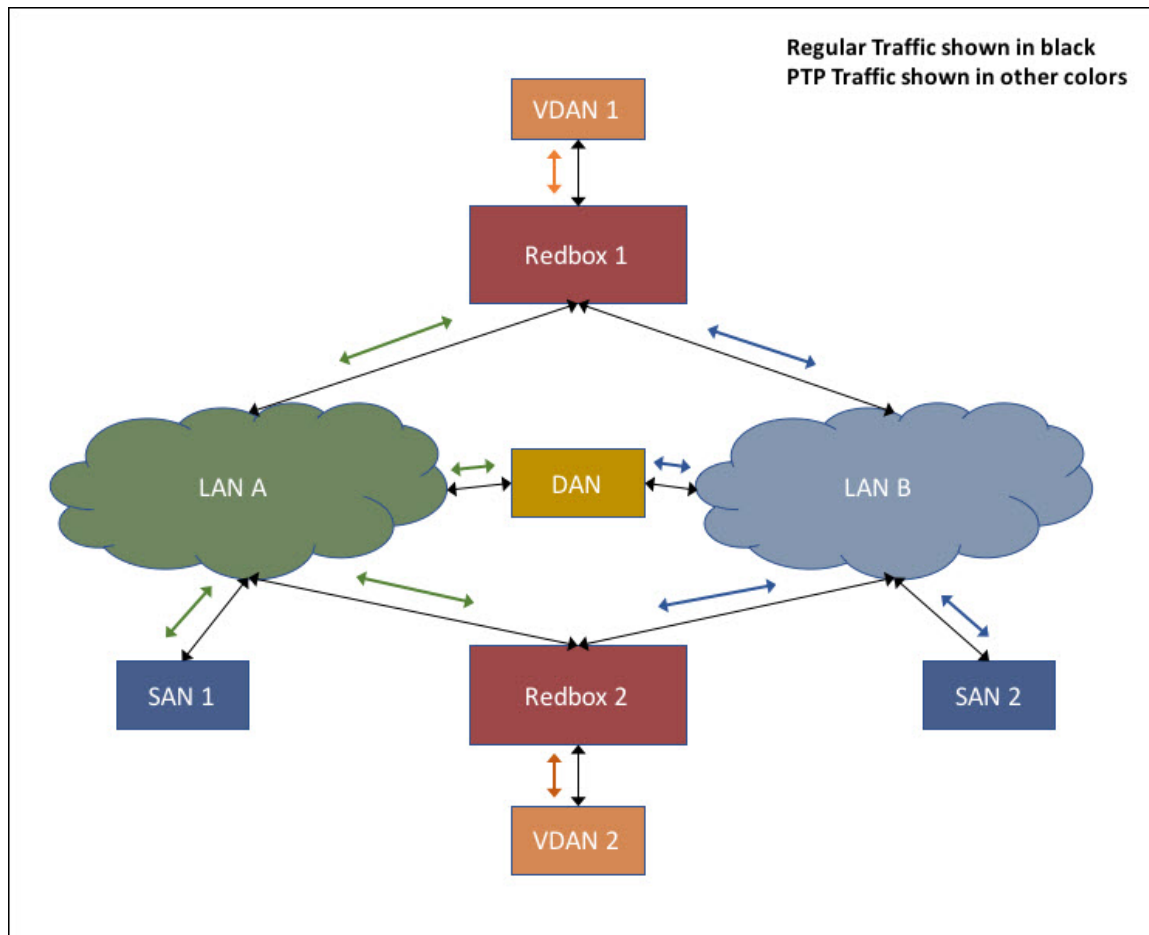 Regular Traffic shown in black
PTP Traffic shown in other colors
VDAN 1
Redbox 1
LAN A
DAN
LAN B
SAN 1
Redbox 2
SAN 2
VDAN 2